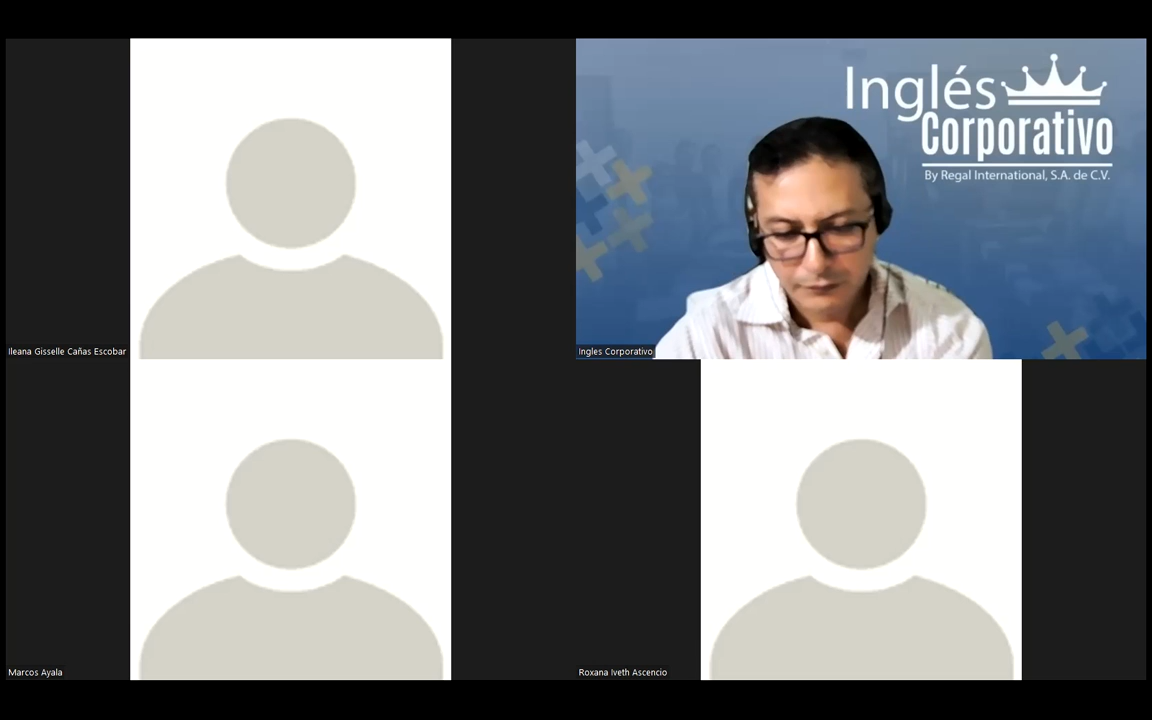 Inglés
Corporativo
By Regal International, S.A. de C.V.
Ileana Gisselle Cañas Escobar
Ingles Corporativo
Marcos Ayala
Roxana Iveth Ascencio